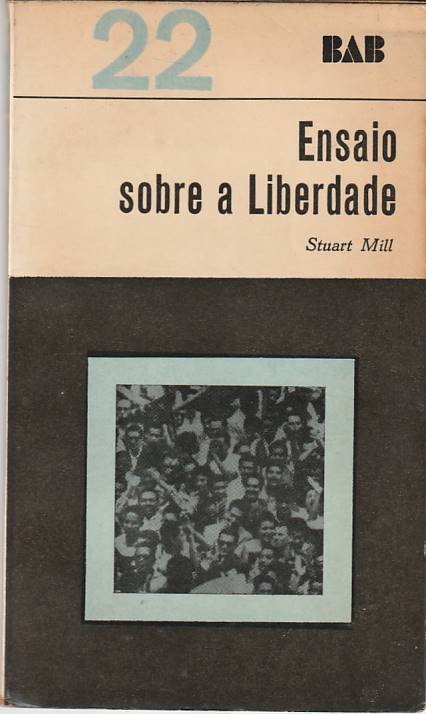 22
BAB
Ensaio
sobre a Liberdade
Stuart Mill